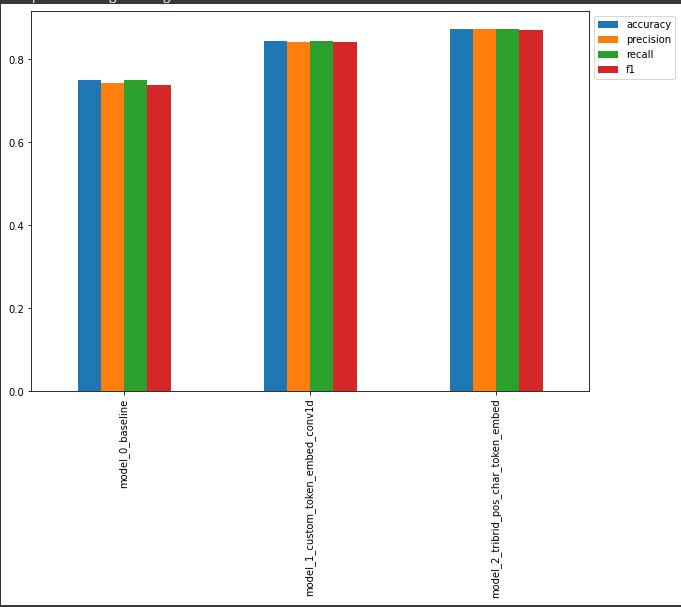 accuracy
precision
recall
f1
0.8
0.6
0.4
0.2
0.0
model_0_baseline
model_1_custom_token_embed_conv1d
model_2_tribrid_pos_char_token_embed